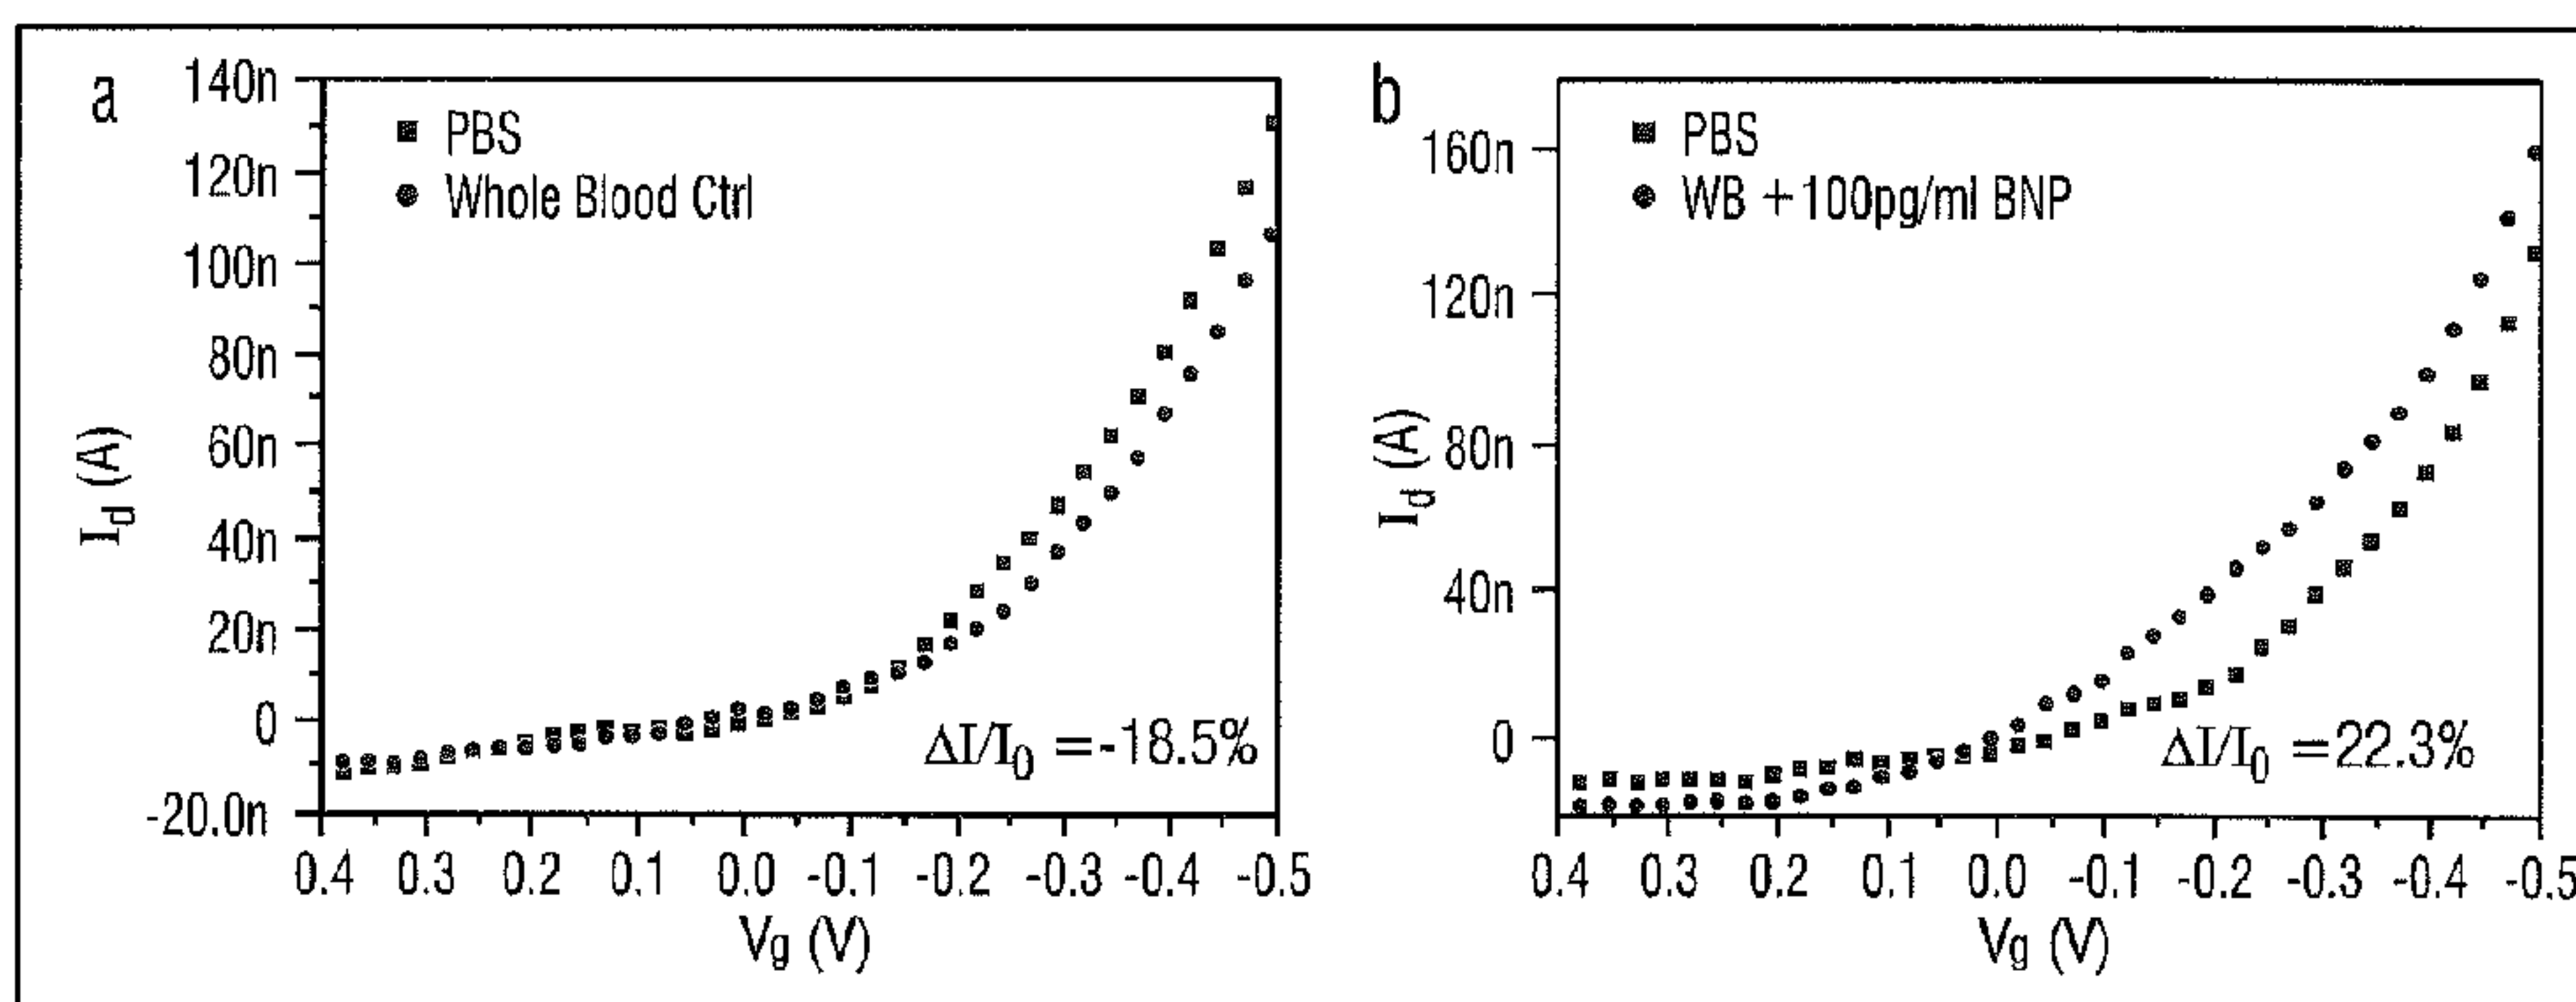 a
140n
120n
100n
80n
60n
40n
20n
0
-20.0n
I_d (A)
PBS
Whole Blood Ctrl
ΔI/I₀ =-18.5%
0.4 0.3 0.2 0.1 0.0 -0.1 -0.2 -0.3 -0.4 -0.5
Vg (V)
b
160n
120n
80n
40n
0
I_d (A)
PBS
WB +100pg/ml BNP
ΔI/I₀ =22.3%
0.4 0.3 0.2 0.1 0.0 -0.1 -0.2 -0.3 -0.4 -0.5
Vg (V)